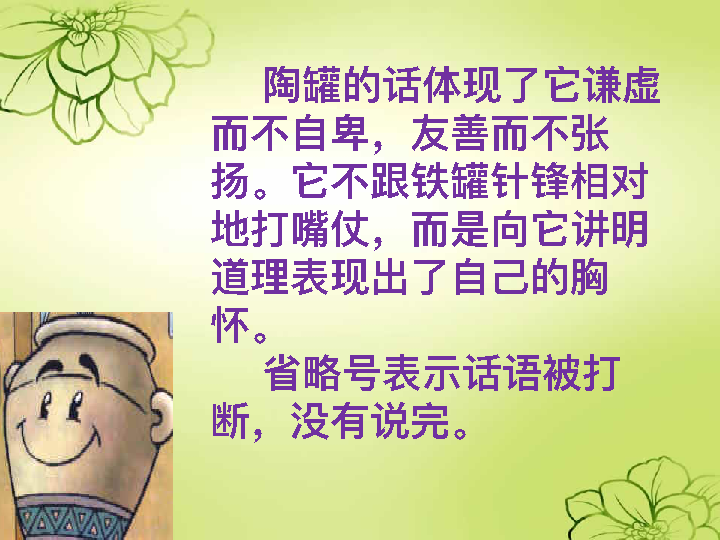 陶罐的话体现了它谦虚
而不自卑，友善而不张
扬。它不跟铁罐针锋相对
地打嘴仗，而是向它讲明
道理表现出了自己的胸
怀。
省略号表示话语被打
断，没有说完。